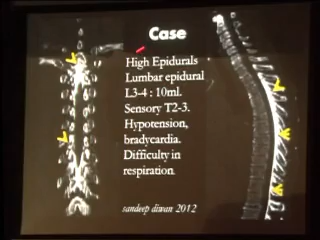 Case
High Epidurals
Lumbar epidural
L3-4 : 10ml.
Sensory T2-3.
Hypotension,
bradycardia.
Difficulty in
respiration.
sandeep diwan 2012